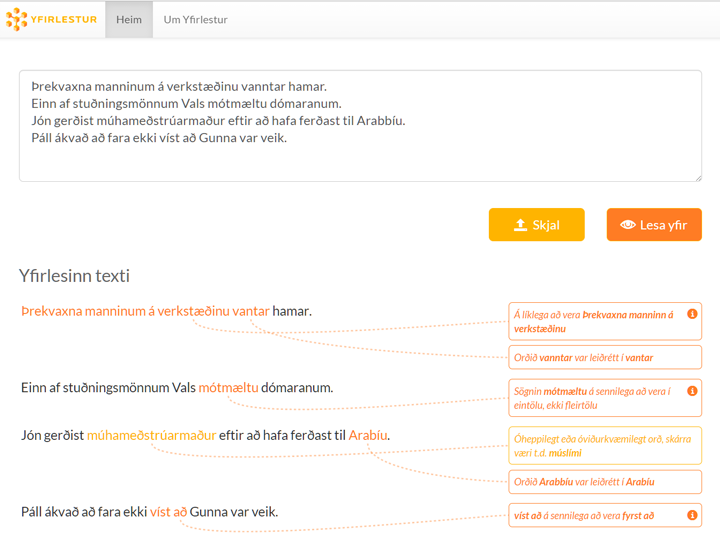 YFIRLESTUR
Heim
Um Yfirlestur
Þrekvaxna manninum á verkstæðinu vanntar hamar.
Einn af stuðningsmönnum Vals mótmæltu dómaranum.
Jón gerðist múhameðstrúarmaður eftir að hafa ferðast til Arabbíu.
Páll ákvað að fara ekki víst að Gunna var veik.
Skjal
Lesa yfir
Yfirlesinn texti
Þrekvaxna manninum á verkstæðinu vantar hamar.
Á líklega að vera Þrekvaxna manninn á
verkstæðinu
Orðið vanntar var leiðrétt í vantar
Einn af stuðningsmönnum Vals mótmæltu dómaranum.
Sögnin mótmæltu á sennilega að vera í
eintölu, ekki fleirtölu
Jón gerðist múhameðstrúarmaður eftir að hafa ferðast til Arabíu.
Óheppilegt eða óviðurkvæmilegt orð, skárra
væri t.d. múslimi
Orðið Arabbíu var leiðrétt í Arabíu
Páll ákvað að fara ekki víst að Gunna var veik.
víst að á sennilega að vera fyrst að